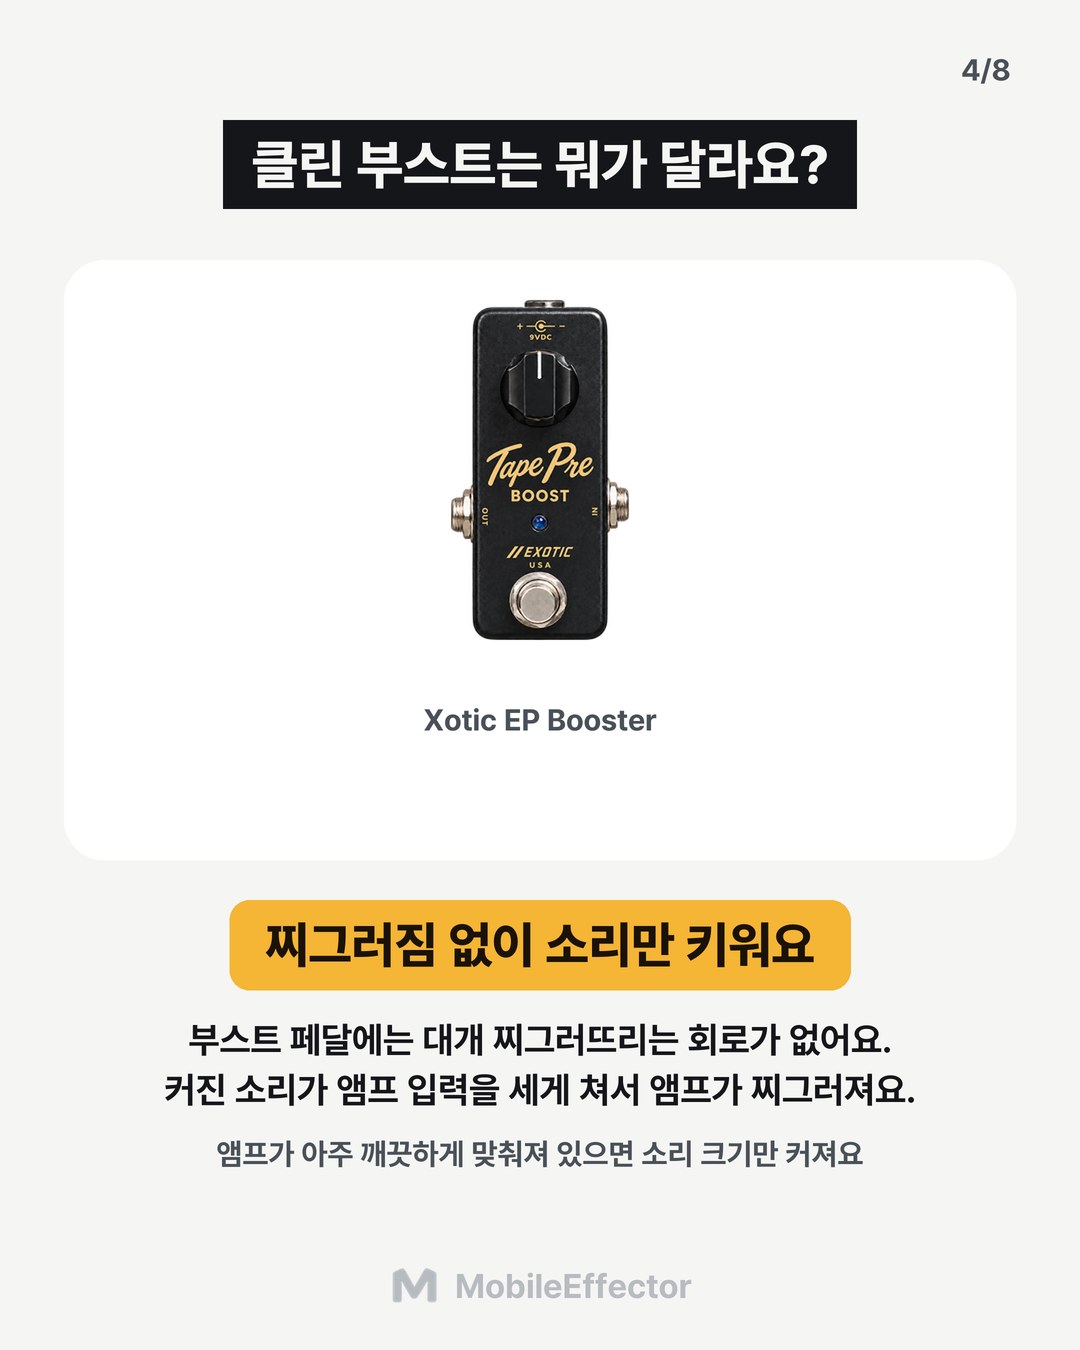 4/8
클린 부스트는 뭐가 달라요?
+ −
9VDC
Tape Pre
BOOST
OUT
IN
EXOTIC
USA
Xotic EP Booster
찌그러짐 없이 소리만 키워요
부스트 페달에는 대개 찌그러뜨리는 회로가 없어요.
커진 소리가 앰프 입력을 세게 쳐서 앰프가 찌그러져요.
앰프가 아주 깨끗하게 맞춰져 있으면 소리 크기만 커져요
MobileEffector